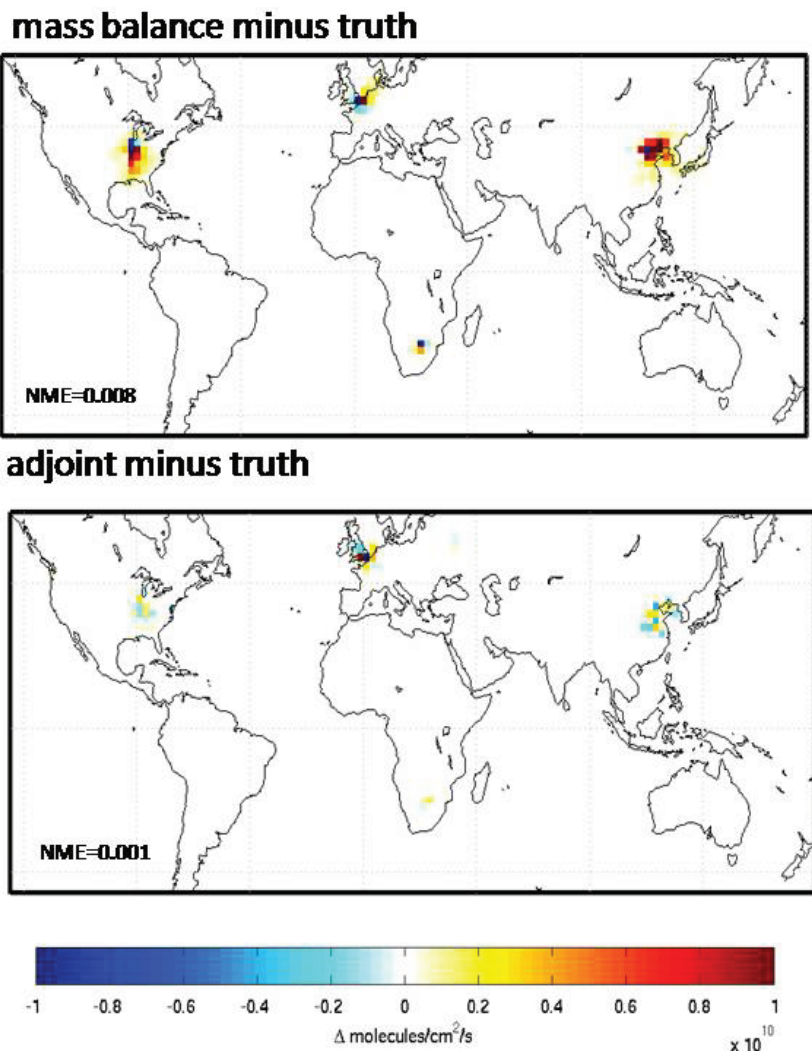 mass balance minus truth
NME=0.008
adjoint minus truth
NME=0.001
-1 -0.8 -0.6 -0.4 -0.2 0 0.2 0.4 0.6 0.8 1
Δ molecules/cm²/s
x 10¹⁰